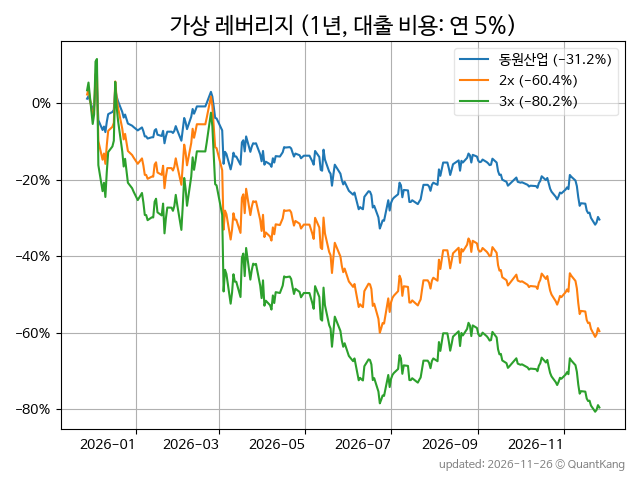 가상 레버리지 (1년, 대출 비용: 연 5%)
동원산업 (−31.2%)
2x (−60.4%)
3x (−80.2%)
0%
−20%
−40%
−60%
−80%
2026−01 2026−03 2026−05 2026−07 2026−09 2026−11
updated: 2026−11−26 © QuantKang